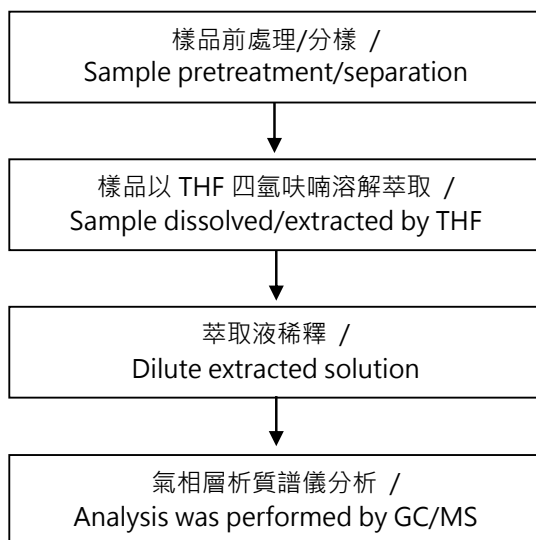 樣品前處理/分樣 /
Sample pretreatment/separation
樣品以 THF 四氫呋喃溶解萃取 /
Sample dissolved/extracted by THF
萃取液稀釋 /
Dilute extracted solution
氣相層析質譜儀分析 /
Analysis was performed by GC/MS